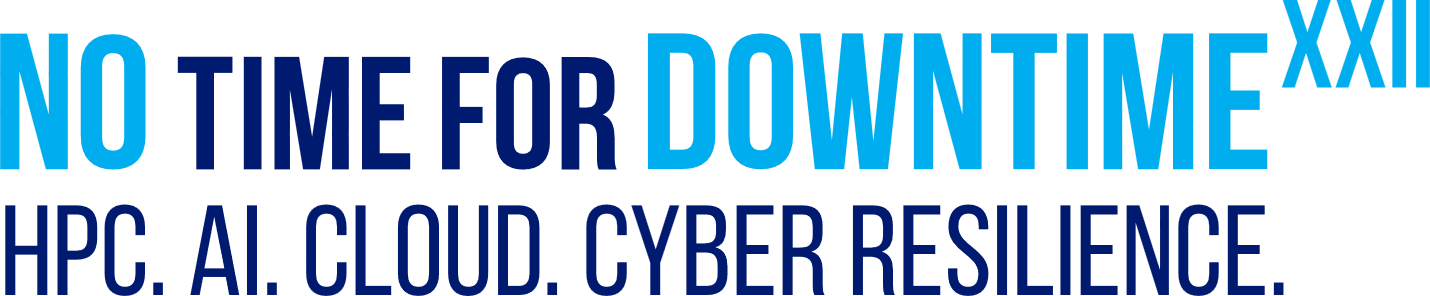 NO TIME FOR DOWNTIME XXII
HPC. AI. CLOUD. CYBER RESILIENCE.